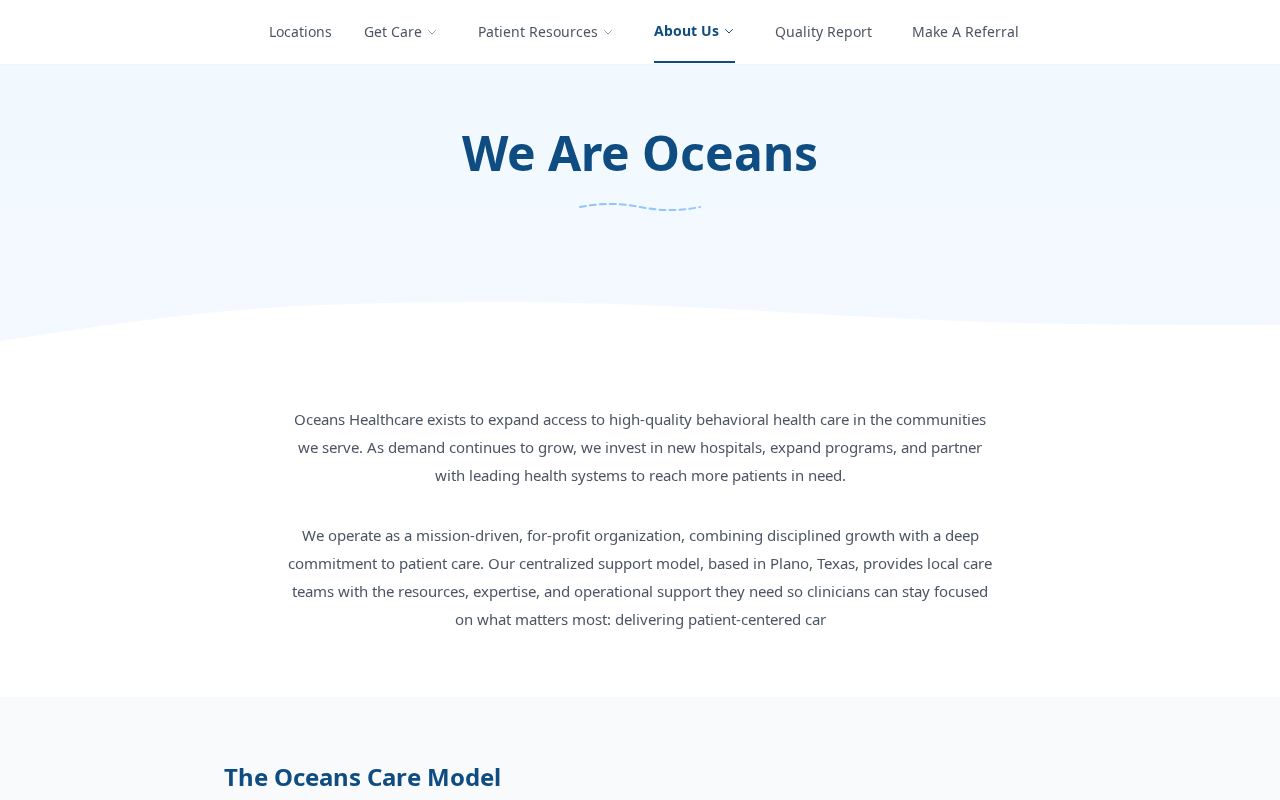 Locations
Get Care
Patient Resources
About Us
Quality Report
Make A Referral
We Are Oceans
Oceans Healthcare exists to expand access to high-quality behavioral health care in the communities
we serve. As demand continues to grow, we invest in new hospitals, expand programs, and partner
with leading health systems to reach more patients in need.
We operate as a mission-driven, for-profit organization, combining disciplined growth with a deep
commitment to patient care. Our centralized support model, based in Plano, Texas, provides local care
teams with the resources, expertise, and operational support they need so clinicians can stay focused
on what matters most: delivering patient-centered car
The Oceans Care Model